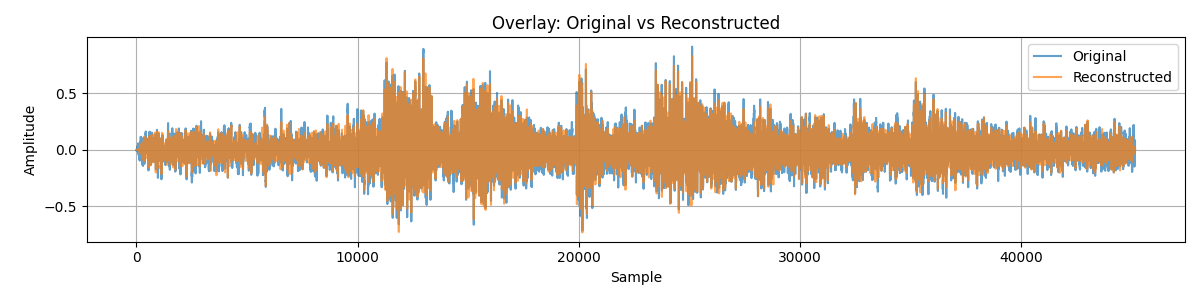 Overlay: Original vs Reconstructed
Original
Reconstructed
Amplitude
0.5
0.0
−0.5
0
10000
20000
30000
40000
Sample